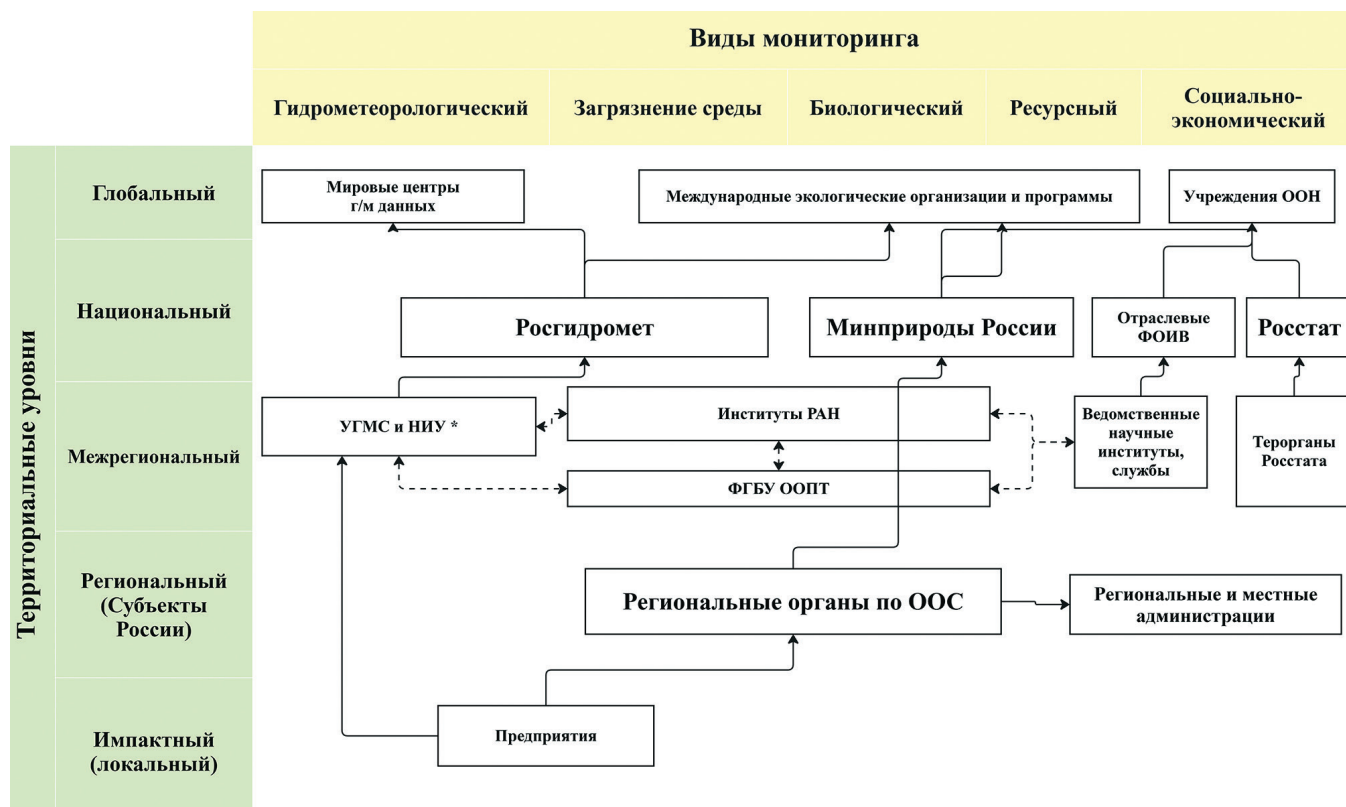 Виды мониторинга
Гидрометеорологический
Загрязнение среды
Биологический
Ресурсный
Социально-
экономический
Территориальные уровни
Глобальный
Мировые центры
г/м данных
Международные экологические организации и программы
Учреждения ООН
Национальный
Росгидромет
Минприроды России
Отраслевые
ФОИВ
Росстат
Межрегиональный
УГМС и НИУ *
Институты РАН
ФГБУ ООПТ
Ведомственные
научные
институты,
службы
Терорганы
Росстата
Региональный
(Субъекты
России)
Региональные органы по ООС
Региональные и местные
администрации
Импактный
(локальный)
Предприятия